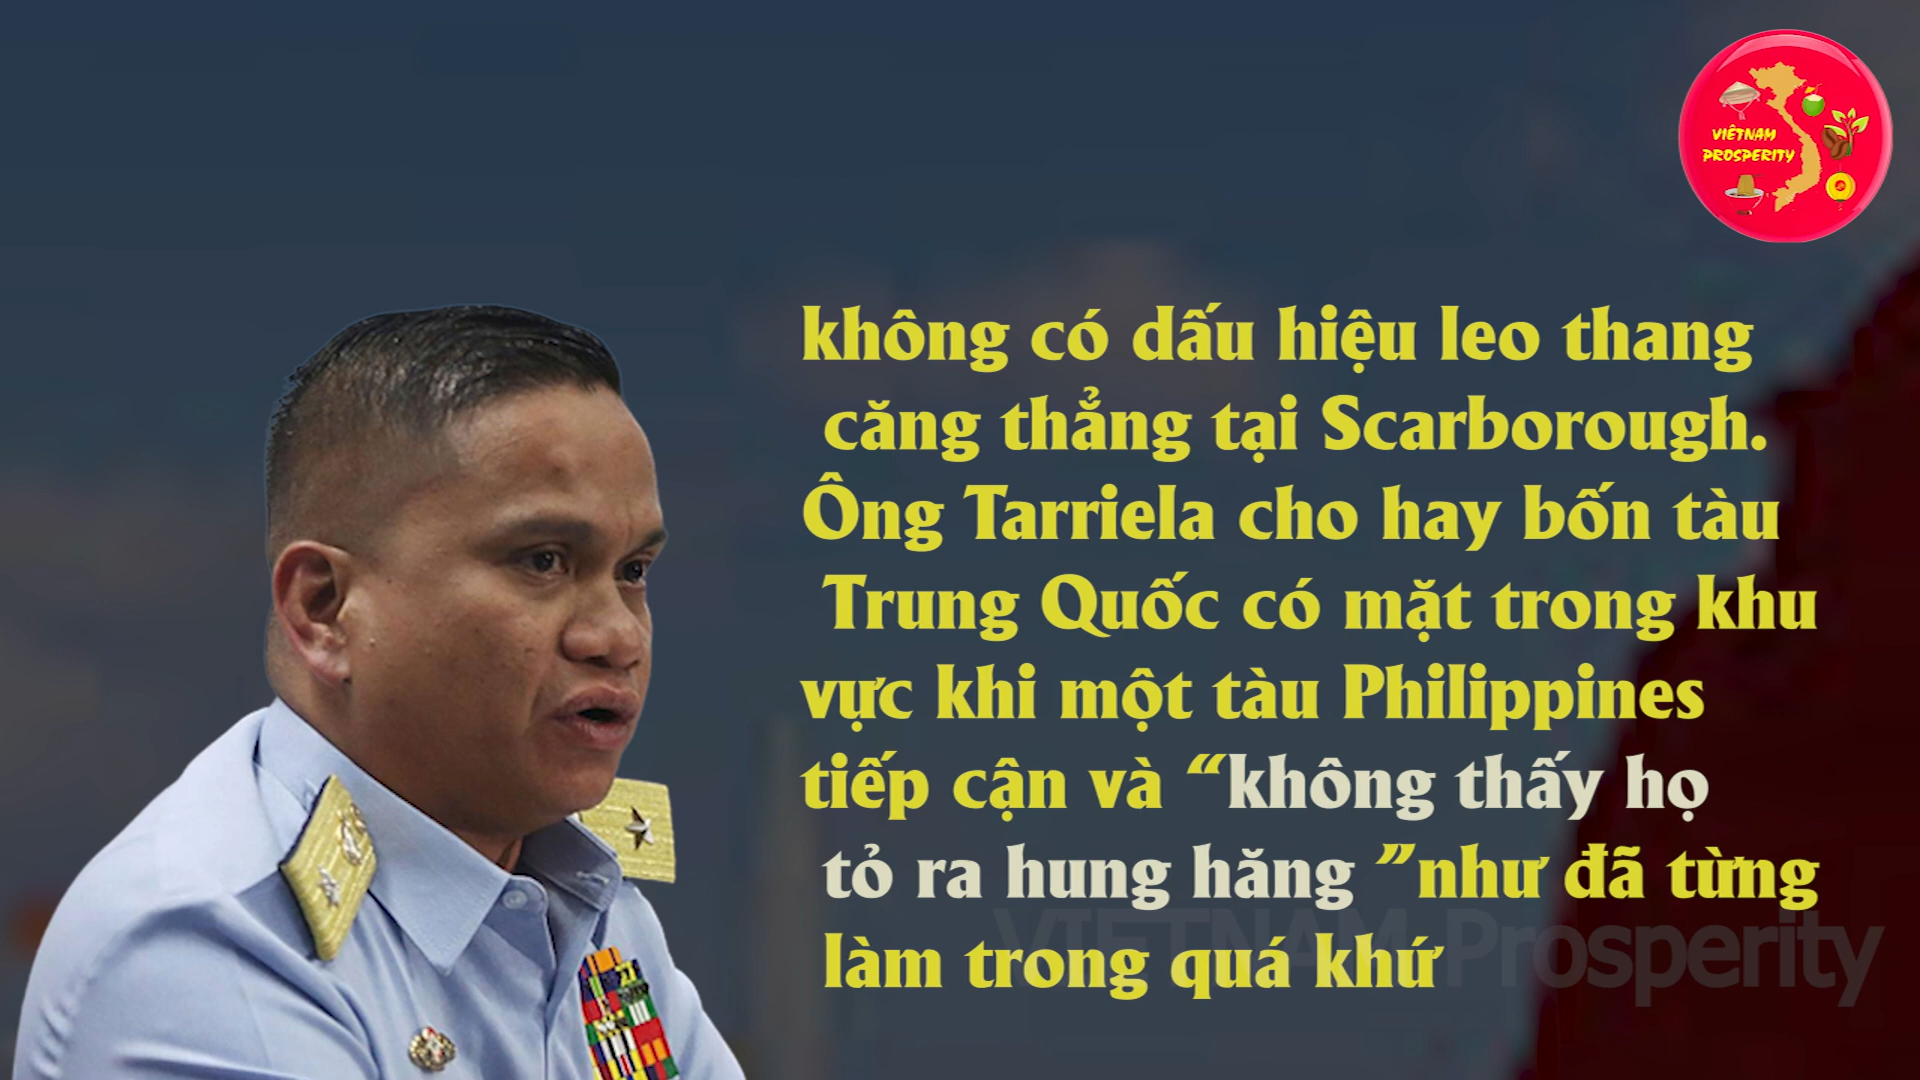 VIÊTNAM
PROSPERITY
không có dấu hiệu leo thang
căng thẳng tại Scarborough.
Ông Tarriela cho hay bốn tàu
Trung Quốc có mặt trong khu
vực khi một tàu Philippines
tiếp cận và “không thấy họ
tỏ ra hung hăng ”như đã từng
làm trong quá khứ
VIETNAM Prosperity